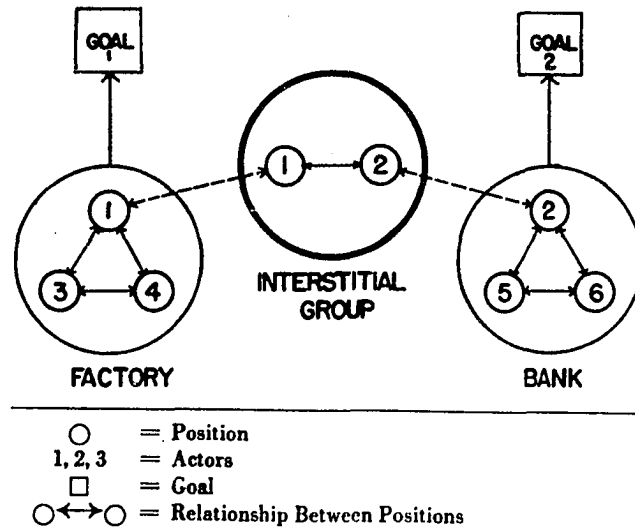 GOAL
1
GOAL
2
1
2
1
3
4
2
5
6
INTERSTITIAL
GROUP
FACTORY
BANK
○ = Position
1, 2, 3 = Actors
□ = Goal
○↔○ = Relationship Between Positions